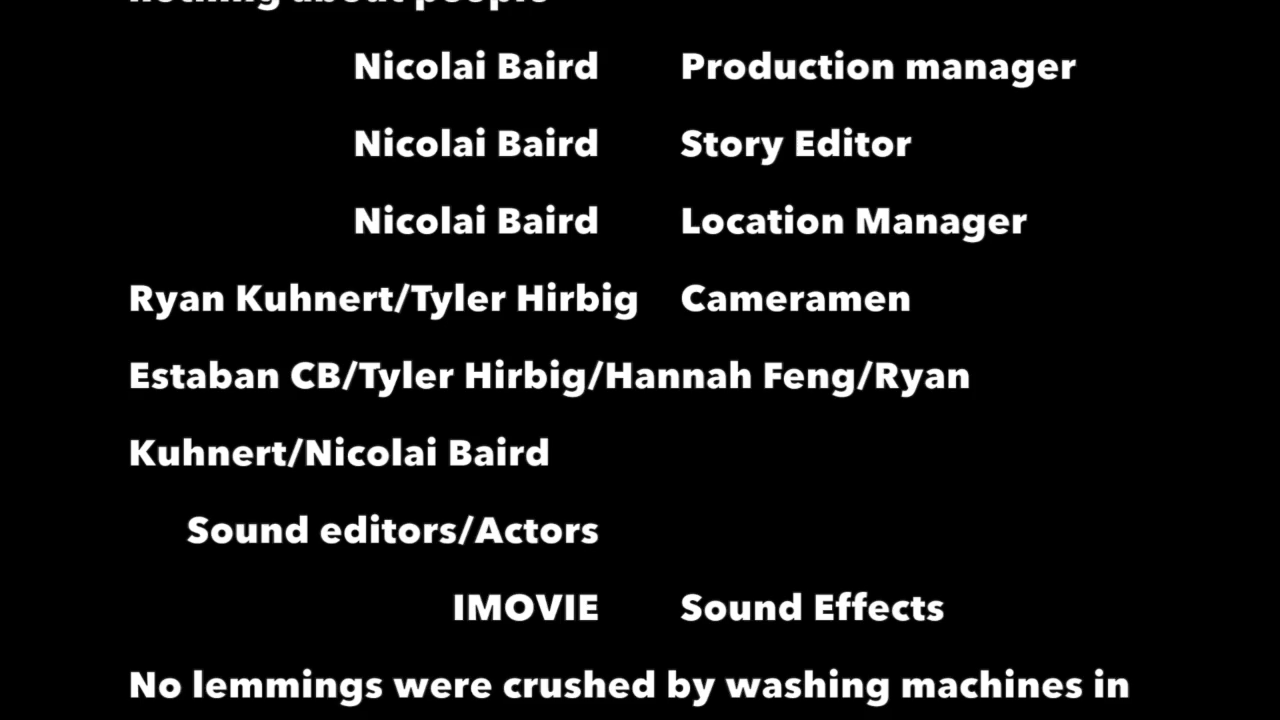 nothing about people
Nicolai Baird Production manager
Nicolai Baird Story Editor
Nicolai Baird Location Manager
Ryan Kuhnert/Tyler Hirbig Cameramen
Estaban CB/Tyler Hirbig/Hannah Feng/Ryan
Kuhnert/Nicolai Baird
Sound editors/Actors
IMOVIE Sound Effects
No lemmings were crushed by washing machines in